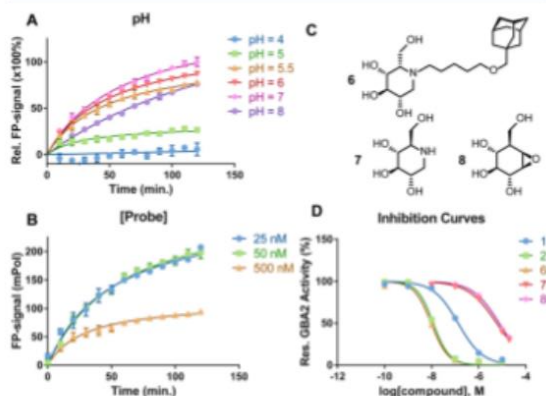 A
pH
Rel. FP-signal (x100%)
100
50
0
0
50
100
150
Time (min.)
pH = 4
pH = 5
pH = 5.5
pH = 6
pH = 7
pH = 8
B
[Probe]
FP-signal (mPol)
200
150
100
50
0
0
50
100
150
Time (min.)
25 nM
50 nM
500 nM
C
OH
HO
N
O
HO
OH
OH
6
OH
HO
NH
HO
OH
OH
7
OH
HO
O
HO
OH
8
D
Inhibition Curves
Res. GBA2 Activity (%)
150
100
50
0
-12
-10
-8
-6
-4
log[compound], M
1
2
6
7
8